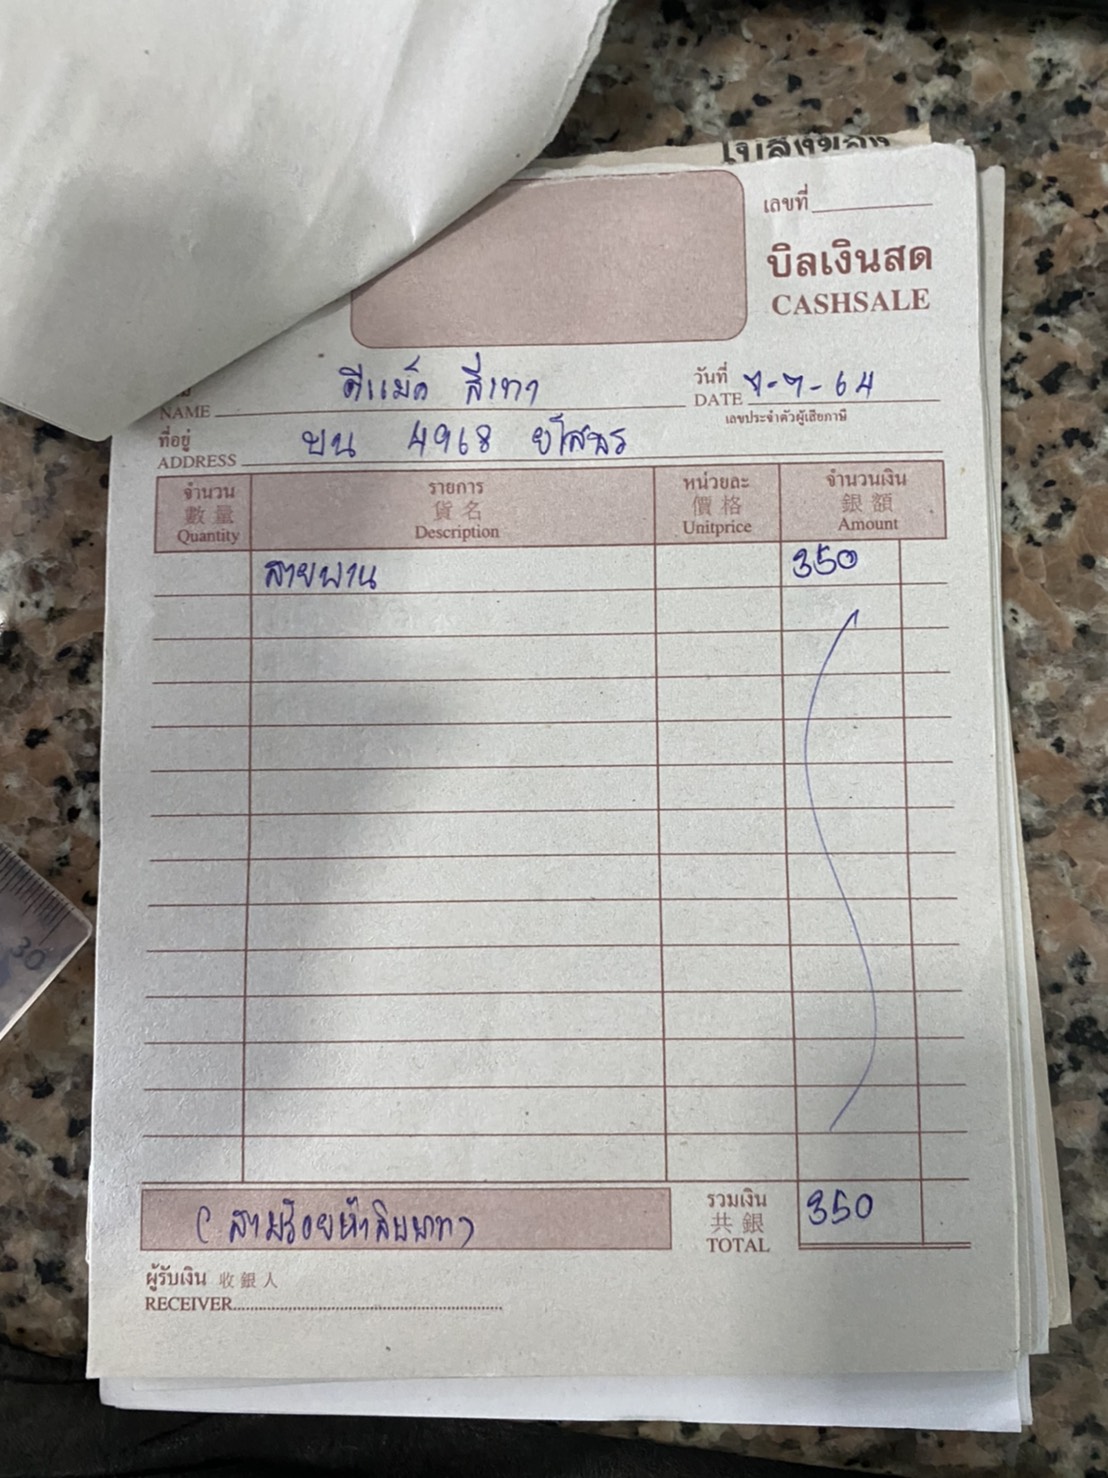 เลขที่
บิลเงินสด
CASHSALE
NAME ดีแม็ค สีเทา
วันที่
DATE 7-7-64
เลขประจำตัวผู้เสียภาษี
ที่อยู่
ADDRESS บน 4968 ยโสธร
จำนวน รายการ หน่วยละ จำนวนเงิน
數量 貨名 價格 銀額
Quantity Description Unitprice Amount
สายพาน 350
(สามร้อยห้าสิบบาท)
รวมเงิน 350
共銀
TOTAL
ผู้รับเงิน 收銀人
RECEIVER
30